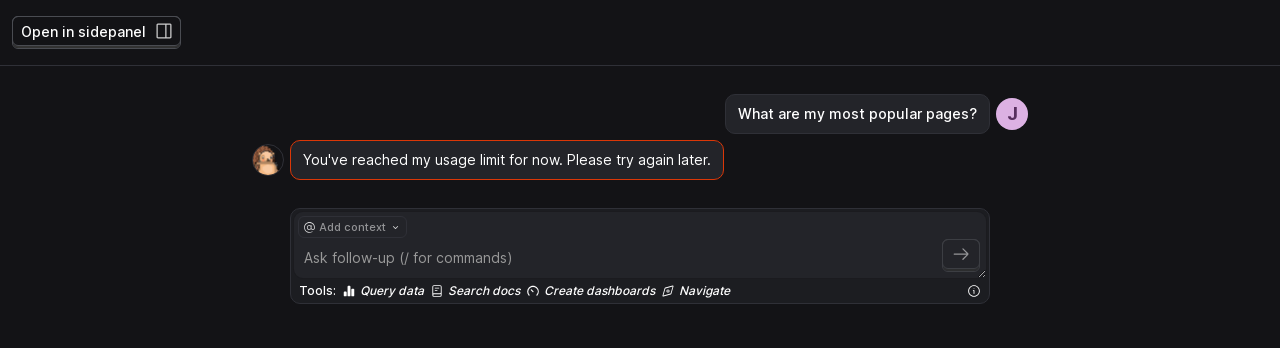 Open in sidepanel
What are my most popular pages?
J
You've reached my usage limit for now. Please try again later.
@ Add context
Ask follow-up (/ for commands)
Tools: Query data Search docs Create dashboards Navigate